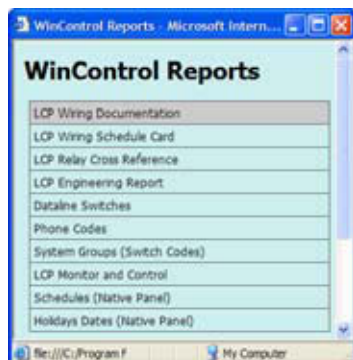 WinControl Reports - Microsoft Intern...
WinControl Reports
LCP Wiring Documentation
LCP Wiring Schedule Card
LCP Relay Cross Reference
LCP Engineering Report
Dataline Switches
Phone Codes
System Groups (Switch Codes)
LCP Monitor and Control
Schedules (Native Panel)
Holidays Dates (Native Panel)
file:///C:/Program F
My Computer